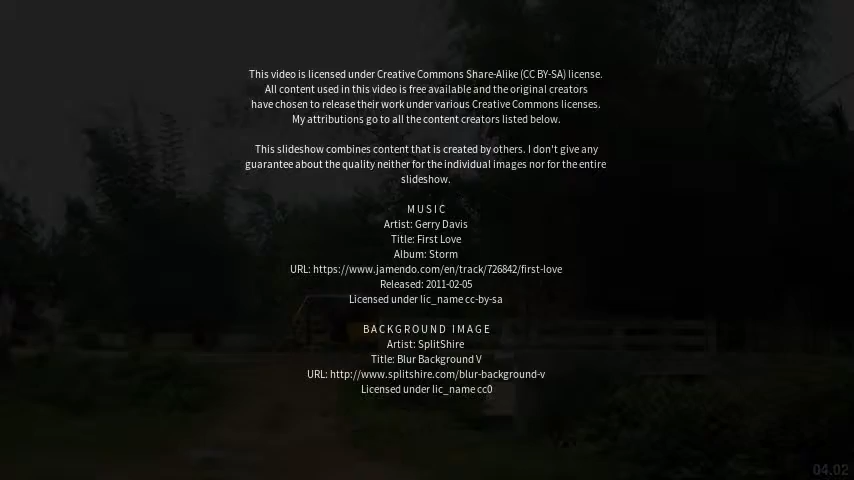 This video is licensed under Creative Commons Share-Alike (CC BY-SA) license.
All content used in this video is free available and the original creators
have chosen to release their work under various Creative Commons licenses.
My attributions go to all the content creators listed below.
This slideshow combines content that is created by others. I don't give any
guarantee about the quality neither for the individual images nor for the entire
slideshow.
MUSIC
Artist: Gerry Davis
Title: First Love
Album: Storm
URL: https://www.jamendo.com/en/track/726842/first-love
Released: 2011-02-05
Licensed under lic_name cc-by-sa
BACKGROUND IMAGE
Artist: SplitShire
Title: Blur Background V
URL: http://www.splitshire.com/blur-background-v
Licensed under lic_name cc0
04.02